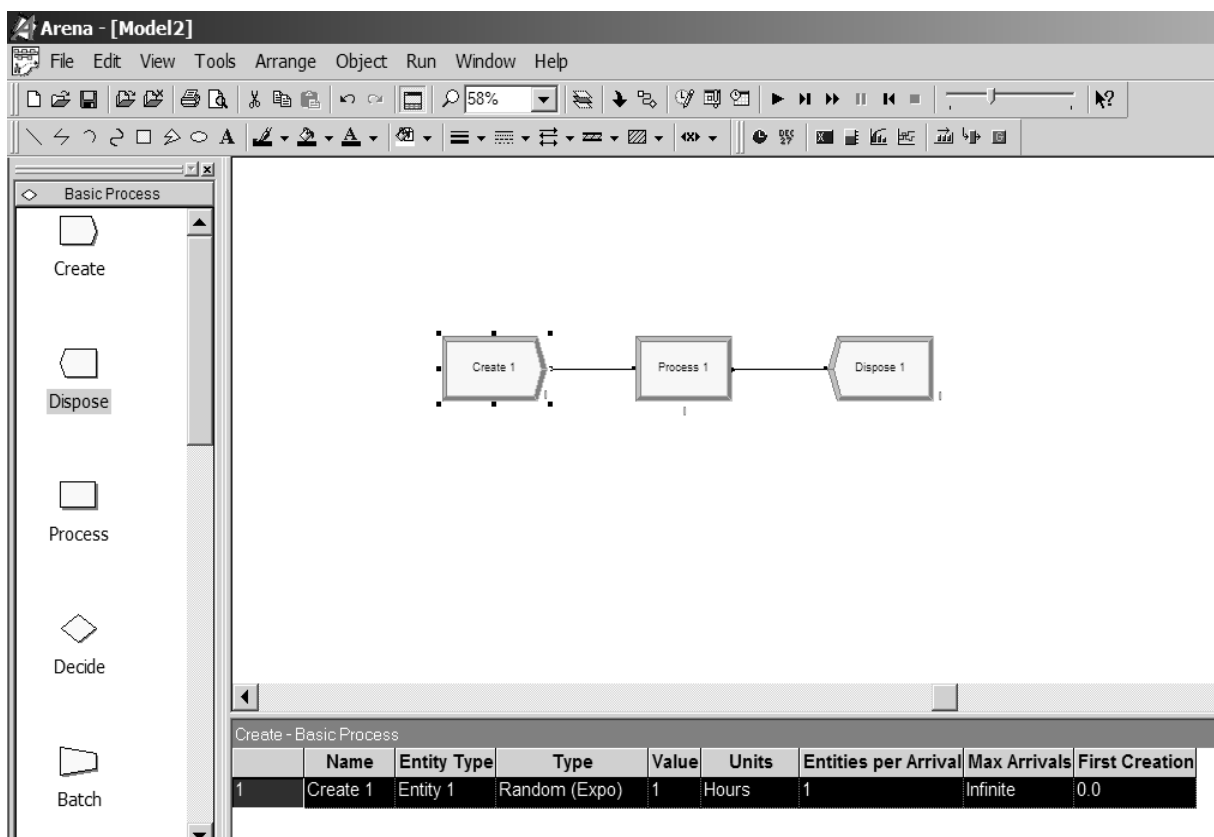 Arena - [Model2]
File Edit View Tools Arrange Object Run Window Help
58%
Basic Process
Create
Dispose
Process
Decide
Batch
Create 1
Process 1
Dispose 1
Create - Basic Process
Name Entity Type Type Value Units Entities per Arrival Max Arrivals First Creation
1 Create 1 Entity 1 Random (Expo) 1 Hours 1 Infinite 0.0